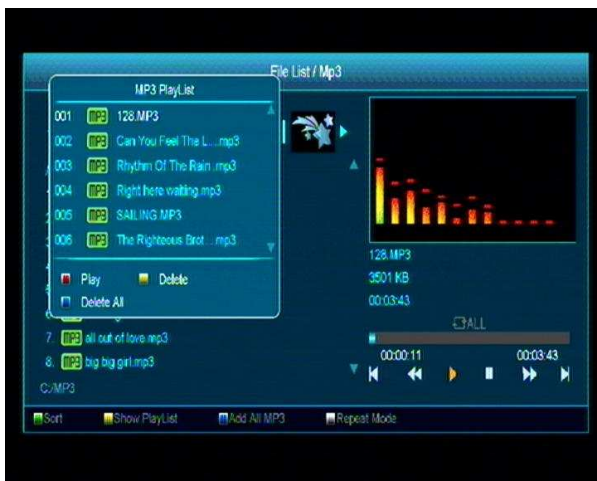 File List / Mp3
MP3 PlayList
001 MP3 128.MP3
002 MP3 Can You Feel The L....mp3
003 MP3 Rhythm Of The Rain.mp3
004 MP3 Right here waiting.mp3
005 MP3 SAILING.MP3
006 MP3 The Righteous Brot....mp3
Play Delete
Delete All
7. MP3 all out of love.mp3
8. MP3 big big girl.mp3
C:/MP3
128.MP3
3501 KB
00:03:43
ALL
00:00:11 00:03:43
Sort Show PlayList Add All MP3 Repeat Mode